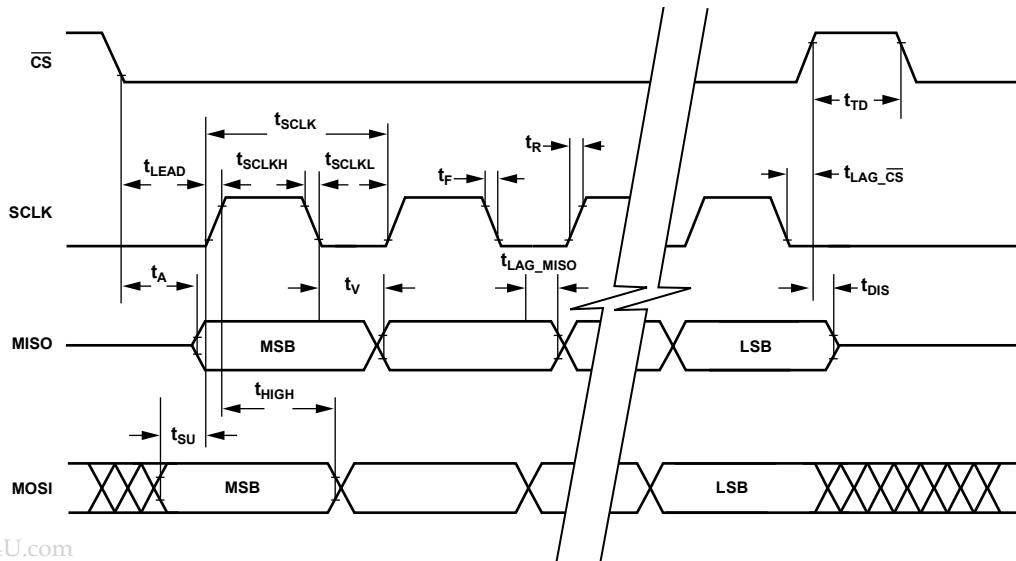 CS
tTD
tSCLK
tLEAD
tSCLKH
tSCLKL
tR
tF
tLAG_CS
SCLK
tA
tV
tLAG_MISO
tDIS
MISO
MSB
LSB
tHIGH
tSU
MOSI
MSB
LSB
U.com